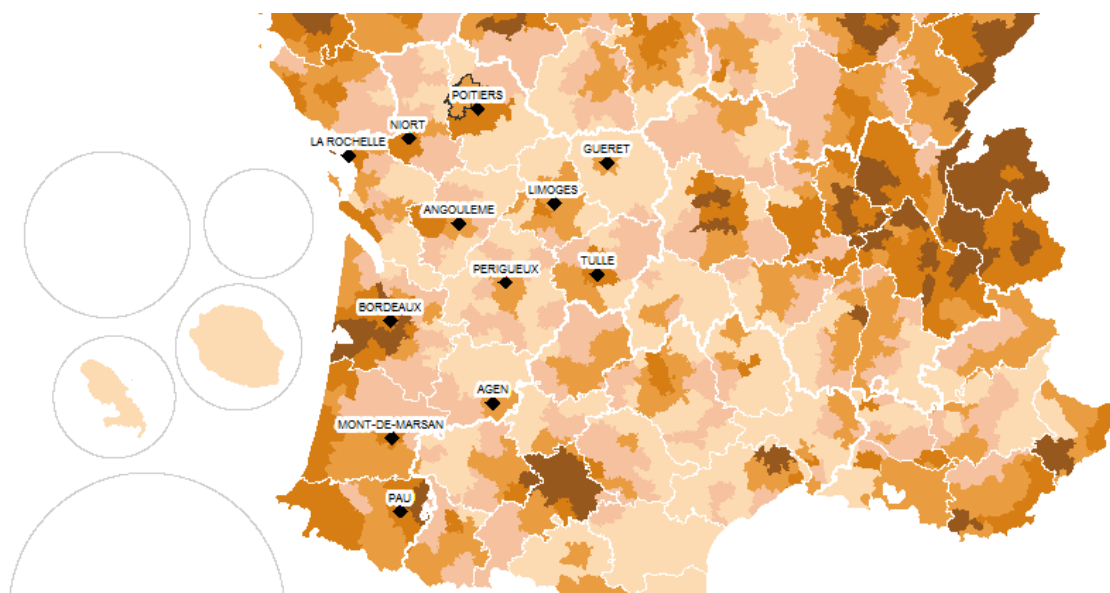 POITIERS
NIORT
LA ROCHELLE
GUERET
LIMOGES
ANGOULEME
TULLE
PERIGUEUX
BORDEAUX
AGEN
MONT-DE-MARSAN
PAU